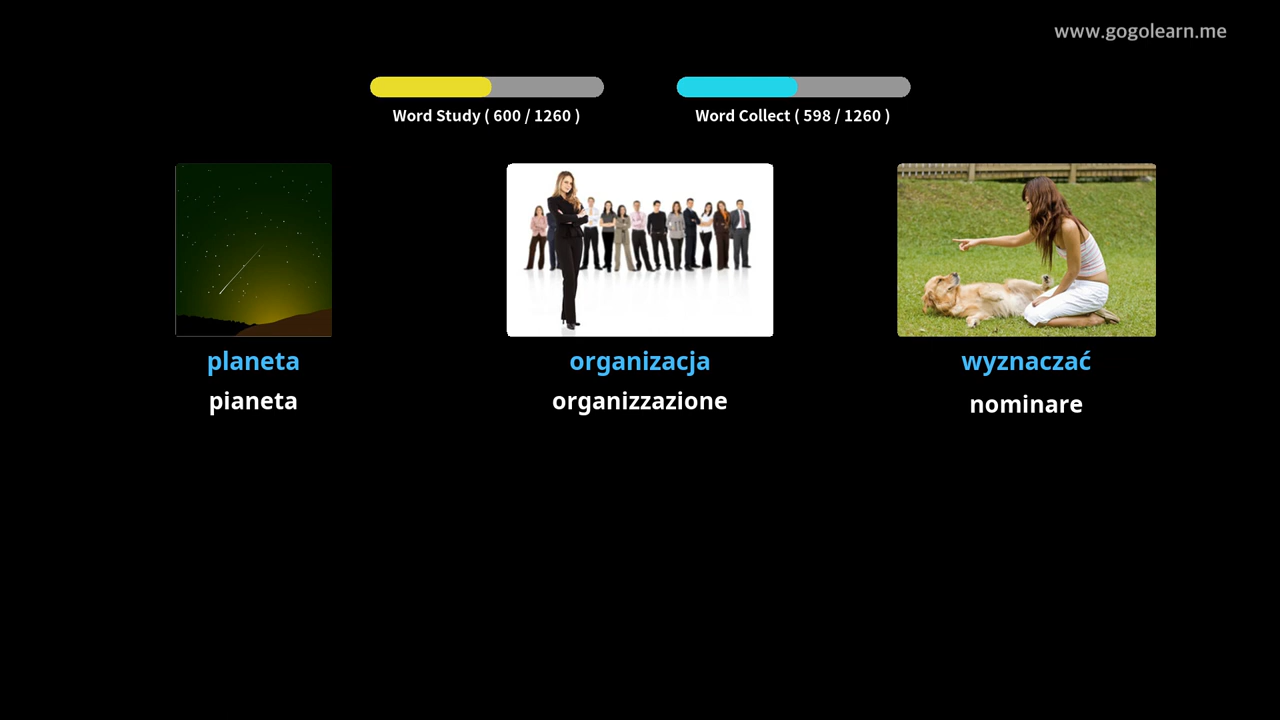 www.gogolearn.me
Word Study ( 600 / 1260 )
Word Collect ( 598 / 1260 )
planeta
pianeta
organizacja
organizzazione
wyznaczać
nominare